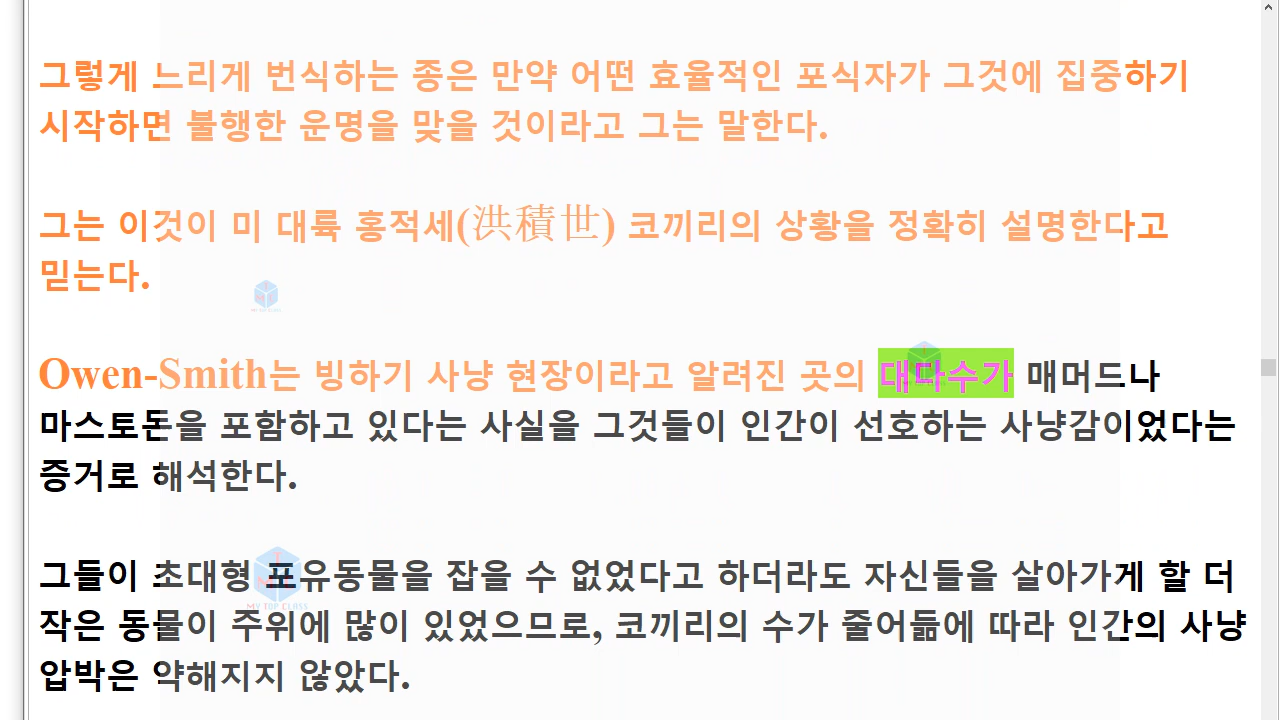 그렇게 느리게 번식하는 종은 만약 어떤 효율적인 포식자가 그것에 집중하기
시작하면 불행한 운명을 맞을 것이라고 그는 말한다.
그는 이것이 미 대륙 홍적세(洪積世) 코끼리의 상황을 정확히 설명한다고
믿는다.
Owen-Smith는 빙하기 사냥 현장이라고 알려진 곳의 대다수가 매머드나
마스토돈을 포함하고 있다는 사실을 그것들이 인간이 선호하는 사냥감이었다는
증거로 해석한다.
그들이 초대형 포유동물을 잡을 수 없었다고 하더라도 자신들을 살아가게 할 더
작은 동물이 주위에 많이 있었으므로, 코끼리의 수가 줄어듦에 따라 인간의 사냥
압박은 약해지지 않았다.
MY TOP CLASS